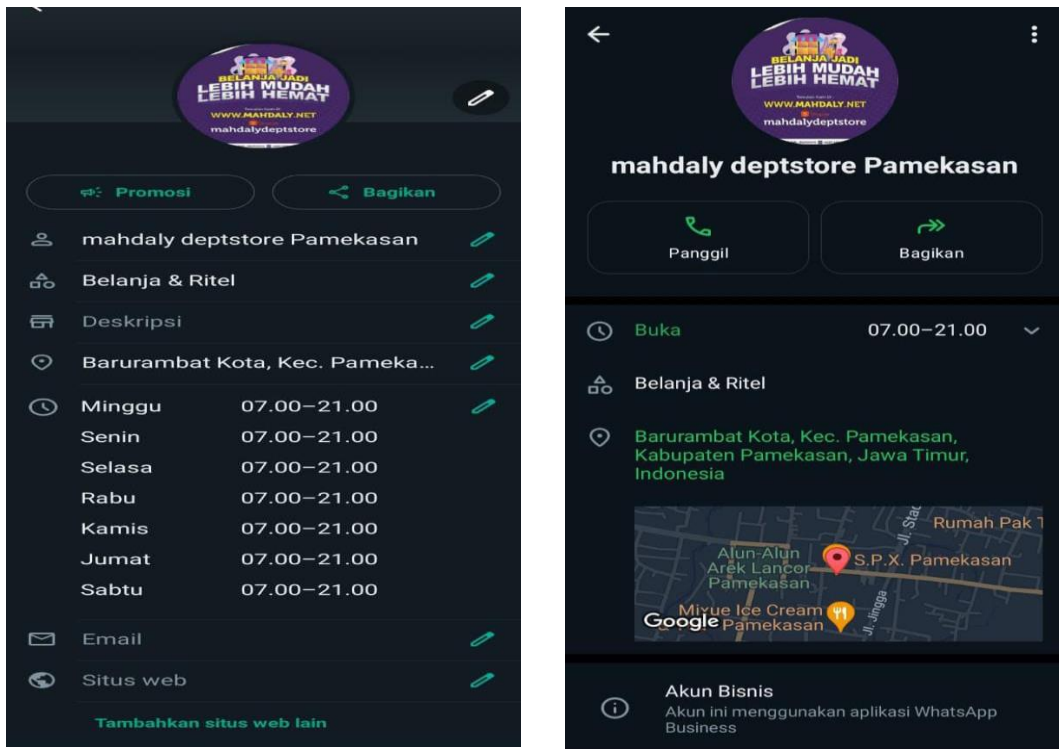 BELANJA JADI
LEBIH MUDAH
LEBIH HEMAT
WWW.MAHDALY.NET
mahdalydeptstore
Promosi
Bagikan
mahdaly deptstore Pamekasan
Belanja & Ritel
Deskripsi
Barurambat Kota, Kec. Pameka...
Minggu 07.00–21.00
Senin 07.00–21.00
Selasa 07.00–21.00
Rabu 07.00–21.00
Kamis 07.00–21.00
Jumat 07.00–21.00
Sabtu 07.00–21.00
Email
Situs web
Tambahkan situs web lain
BELANJA JADI
LEBIH MUDAH
LEBIH HEMAT
WWW.MAHDALY.NET
mahdalydeptstore
mahdaly deptstore Pamekasan
Panggil
Bagikan
Buka 07.00–21.00
Belanja & Ritel
Barurambat Kota, Kec. Pamekasan,
Kabupaten Pamekasan, Jawa Timur,
Indonesia
Rumah Pak
Alun-Alun
Arek Lancor
Pamekasan
S.P.X. Pamekasan
Mixue Ice Cream
Pamekasan
Jl. Jingga
Google
Akun Bisnis
Akun ini menggunakan aplikasi WhatsApp
Business